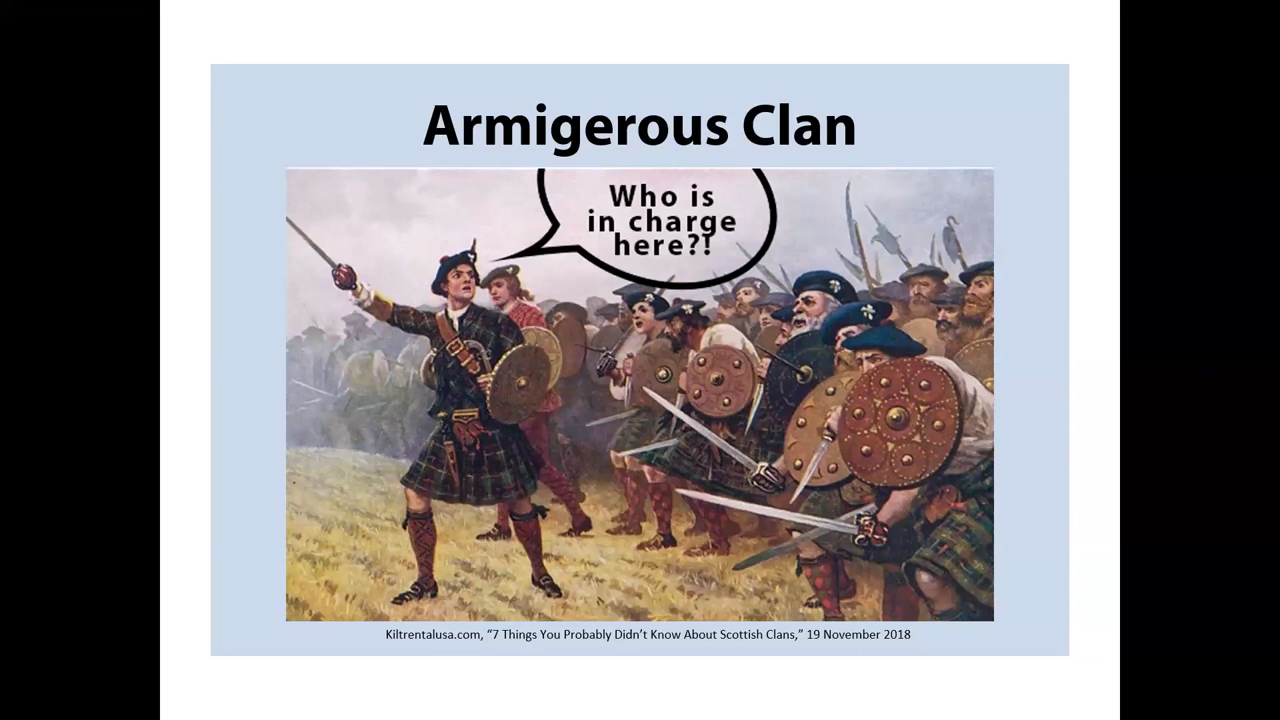 Armigerous Clan
Who is
in charge
here?!
Kiltrentalusa.com, “7 Things You Probably Didn’t Know About Scottish Clans,” 19 November 2018